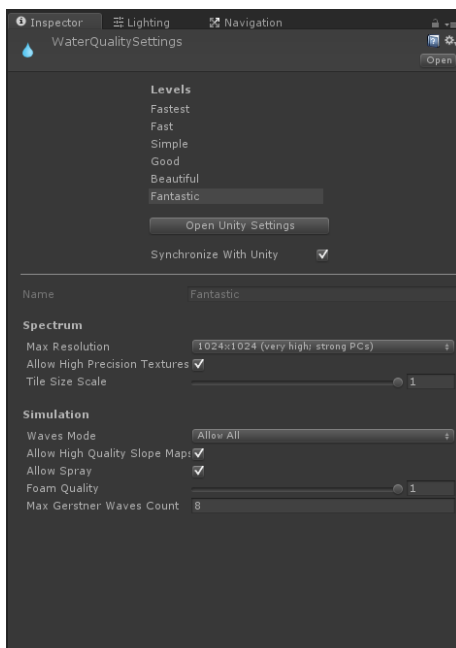 Inspector Lighting Navigation
WaterQualitySettings
Open
Levels
Fastest
Fast
Simple
Good
Beautiful
Fantastic
Open Unity Settings
Synchronize With Unity
Name Fantastic
Spectrum
Max Resolution 1024x1024 (very high; strong PCs)
Allow High Precision Textures
Tile Size Scale 1
Simulation
Waves Mode Allow All
Allow High Quality Slope Maps
Allow Spray
Foam Quality 1
Max Gerstner Waves Count 8